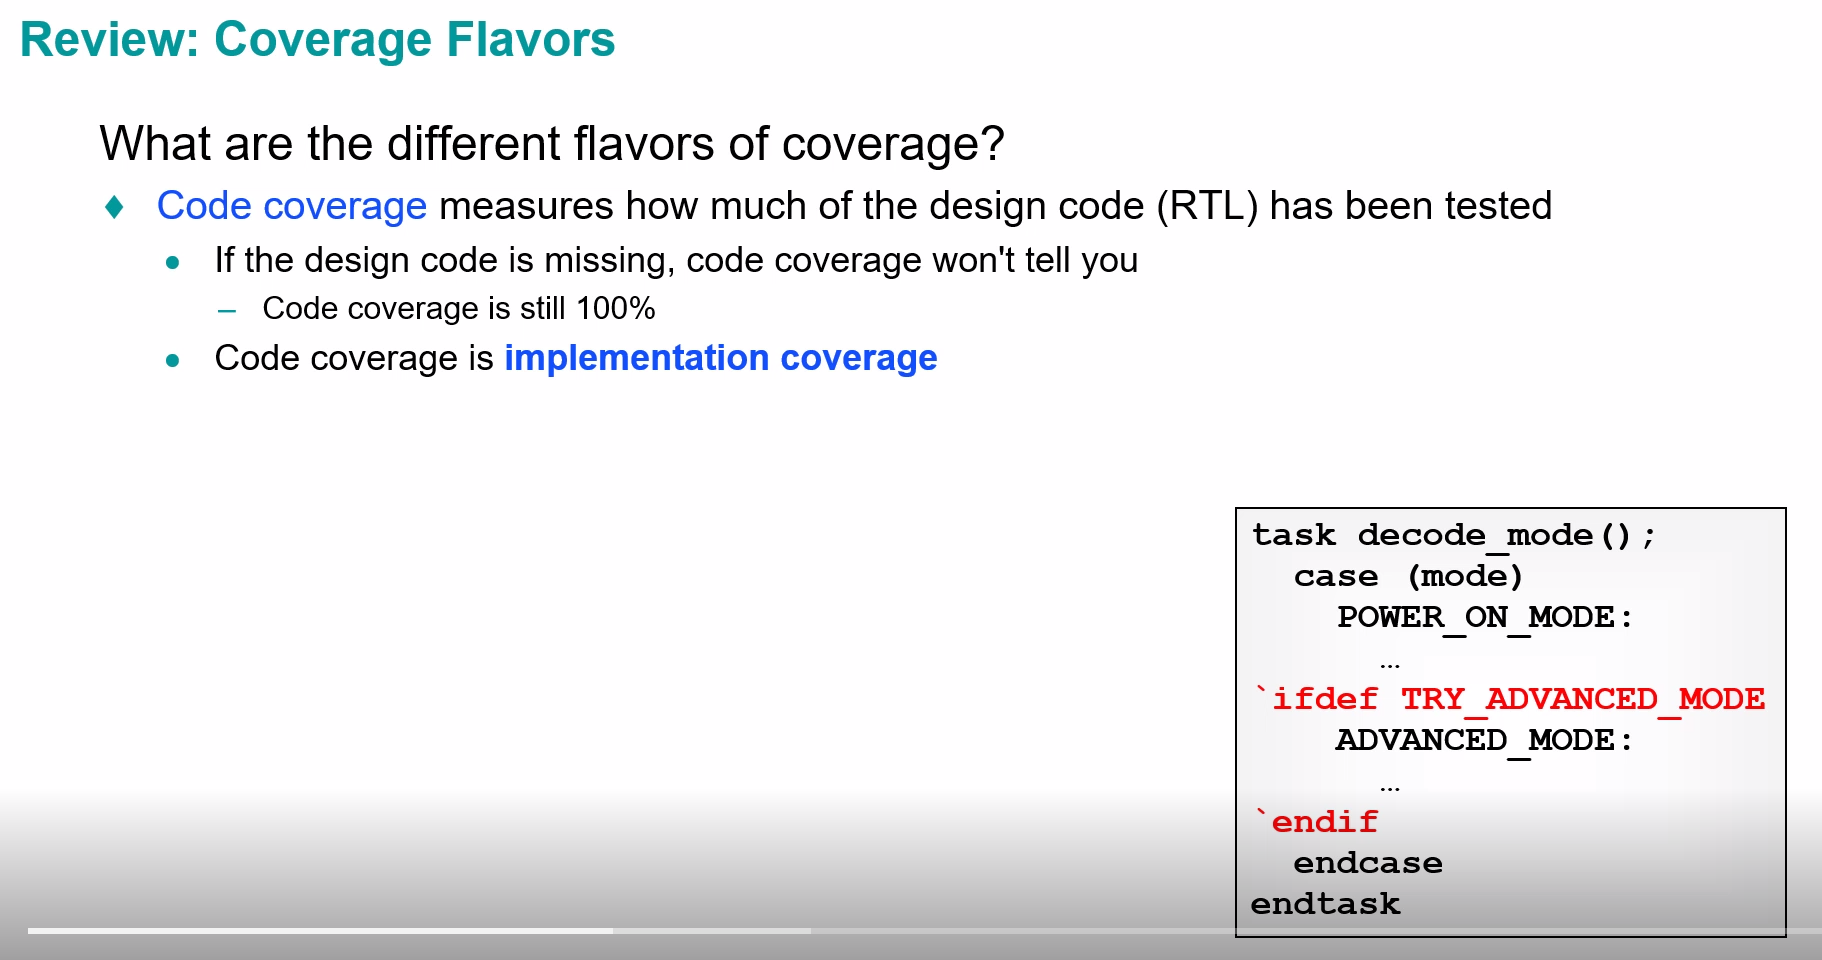 Review: Coverage Flavors
What are the different flavors of coverage?
♦ Code coverage measures how much of the design code (RTL) has been tested
● If the design code is missing, code coverage won't tell you
– Code coverage is still 100%
● Code coverage is implementation coverage
task decode_mode();
case (mode)
POWER_ON_MODE:
…
`ifdef TRY_ADVANCED_MODE
ADVANCED_MODE:
…
`endif
endcase
endtask